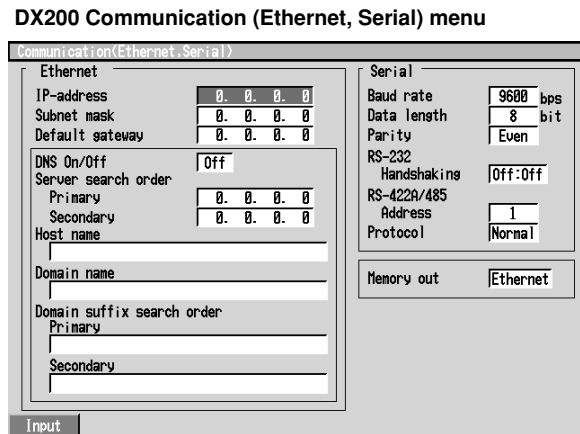 DX200 Communication (Ethernet, Serial) menu
Communication(Ethernet,Serial)
Ethernet
IP-address 0. 0. 0. 0
Subnet mask 0. 0. 0. 0
Default gateway 0. 0. 0. 0
DNS On/Off Off
Server search order
Primary 0. 0. 0. 0
Secondary 0. 0. 0. 0
Host name
Domain name
Domain suffix search order
Primary
Secondary
Serial
Baud rate 9600 bps
Data length 8 bit
Parity Even
RS-232
Handshaking Off:Off
RS-422A/485
Address 1
Protocol Normal
Memory out Ethernet
Input